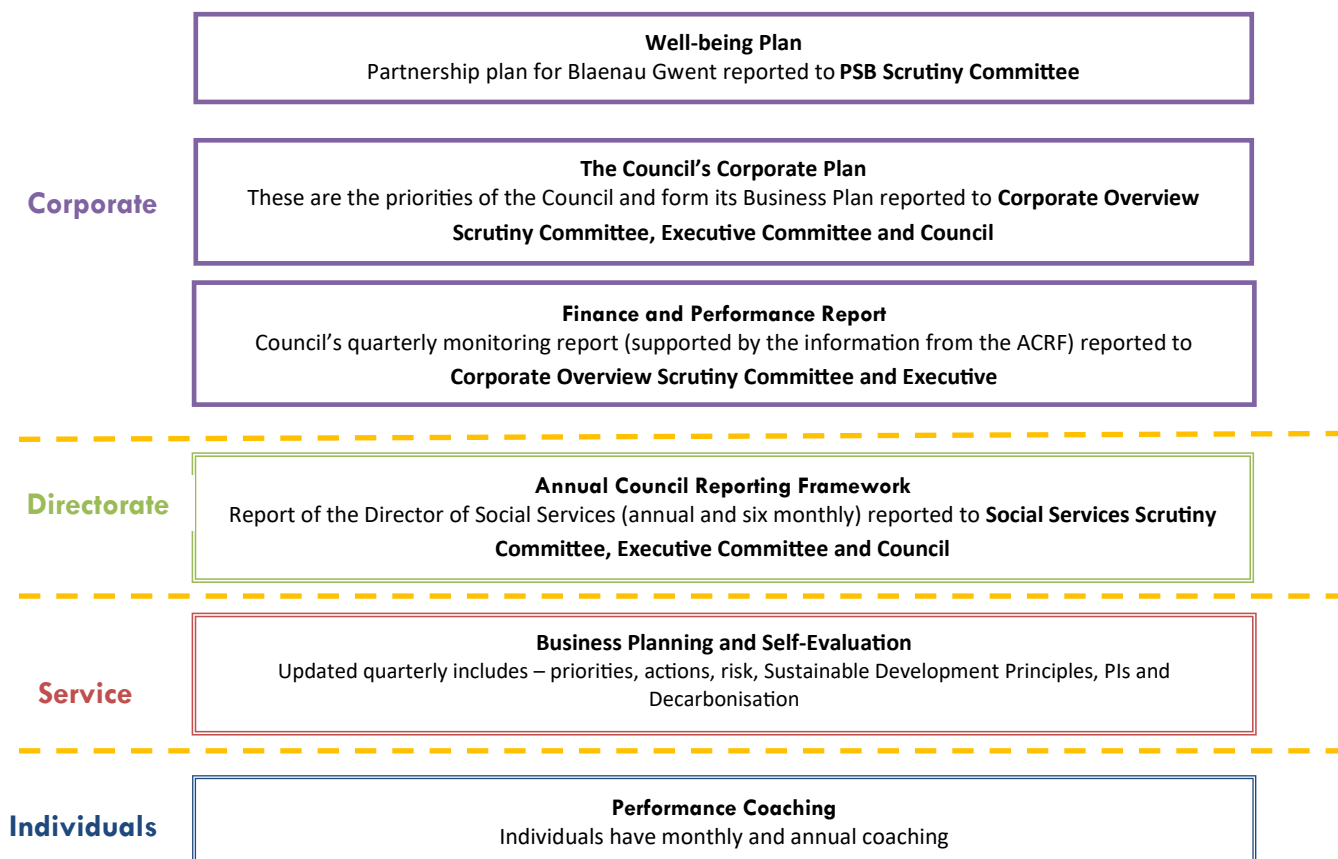 Well-being Plan
Partnership plan for Blaenau Gwent reported to PSB Scrutiny Committee
Corporate
The Council’s Corporate Plan
These are the priorities of the Council and form its Business Plan reported to Corporate Overview
Scrutiny Committee, Executive Committee and Council
Finance and Performance Report
Council’s quarterly monitoring report (supported by the information from the ACRF) reported to
Corporate Overview Scrutiny Committee and Executive
Directorate
Annual Council Reporting Framework
Report of the Director of Social Services (annual and six monthly) reported to Social Services Scrutiny
Committee, Executive Committee and Council
Service
Business Planning and Self-Evaluation
Updated quarterly includes – priorities, actions, risk, Sustainable Development Principles, PIs and
Decarbonisation
Individuals
Performance Coaching
Individuals have monthly and annual coaching